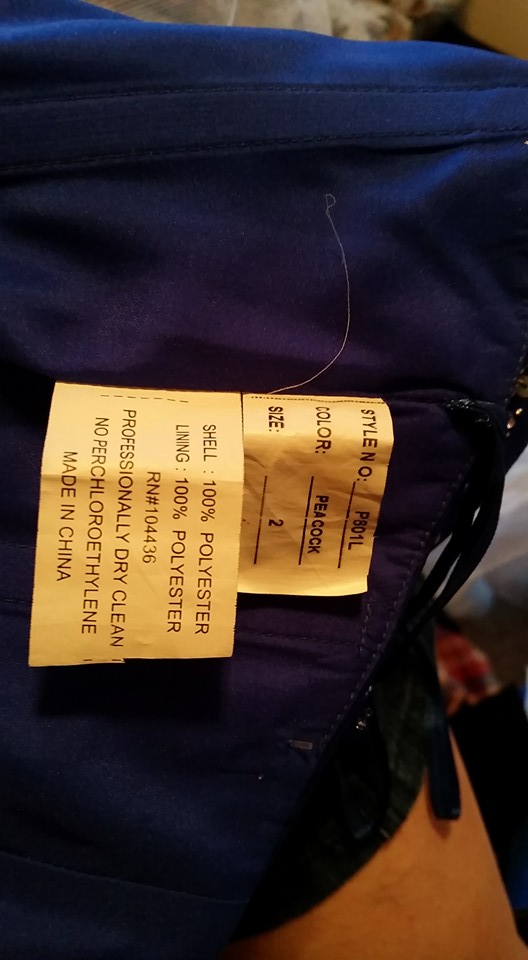 STYLE NO: P801L
COLOR: PEACOCK
SIZE: 2
SHELL : 100% POLYESTER
LINING : 100% POLYESTER
RN#104436
PROFESSIONALLY DRY CLEAN
NO PERCHLOROETHYLENE
MADE IN CHINA